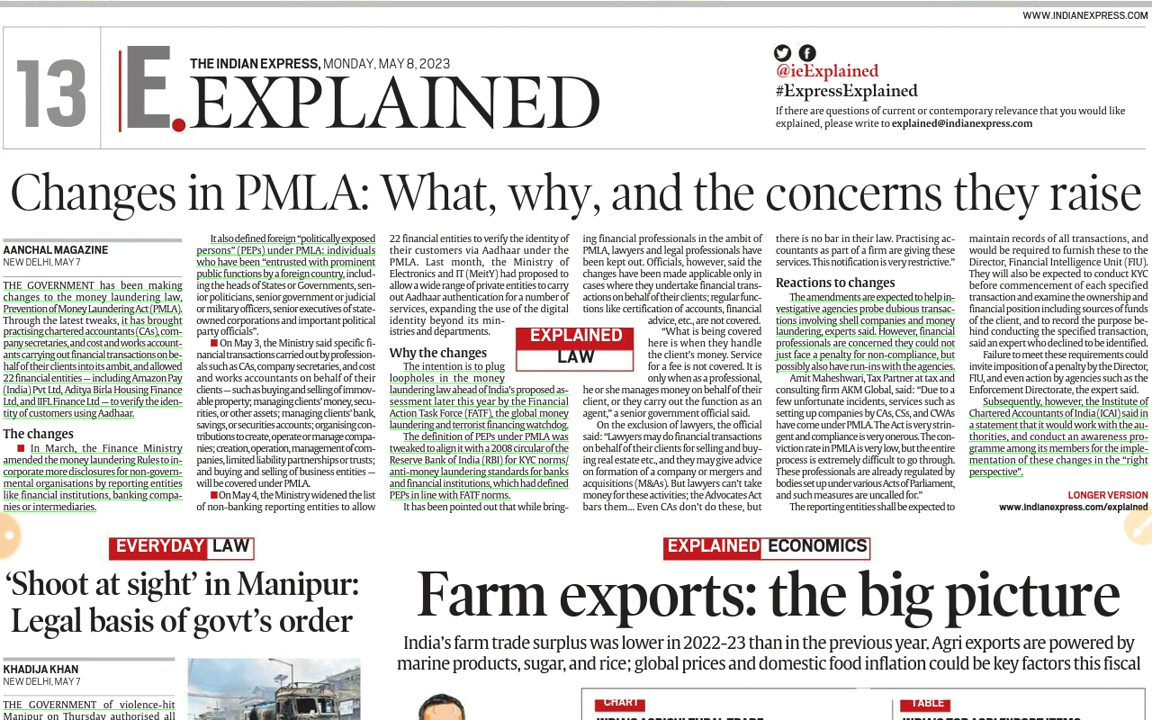 WWW.INDIANEXPRESS.COM
13
E.
THE INDIAN EXPRESS, MONDAY, MAY 8, 2023
EXPLAINED
@ieExplained
#ExpressExplained
If there are questions of current or contemporary relevance that you would like
explained, please write to explained@indianexpress.com
Changes in PMLA: What, why, and the concerns they raise
AANCHAL MAGAZINE
NEW DELHI, MAY 7
THE GOVERNMENT has been making
changes to the money laundering law,
Prevention of Money Laundering Act (PMLA).
Through the latest tweaks, it has brought
practising chartered accountants (CAs), com-
pany secretaries, and cost and works account-
ants carrying out financial transactions on be-
half of their clients into its ambit, and allowed
22 financial entities — including Amazon Pay
(India) Pvt Ltd, Aditya Birla Housing Finance
Ltd, and IIFL Finance Ltd — to verify the iden-
tity of customers using Aadhaar.
The changes
■ In March, the Finance Ministry
amended the money laundering Rules to in-
corporate more disclosures for non-govern-
mental organisations by reporting entities
like financial institutions, banking compa-
nies or intermediaries.
It also defined foreign “politically exposed
persons” (PEPs) under PMLA: individuals
who have been “entrusted with prominent
public functions by a foreign country, includ-
ing the heads of States or Governments, sen-
ior politicians, senior government or judicial
or military officers, senior executives of state-
owned corporations and important political
party officials”.
■ On May 3, the Ministry said specific fi-
nancial transactions carried out by profession-
als such as CAs, company secretaries, and cost
and works accountants on behalf of their
clients — such as buying and selling of immov-
able property; managing clients’ money, secu-
rities, or other assets; managing clients’ bank,
savings, or securities accounts; organising con-
tributions to create, operate or manage compa-
nies; creation, operation, management of com-
panies, limited liability partnerships or trusts;
and buying and selling of business entities —
will be covered under PMLA.
■ On May 4, the Ministry widened the list
of non-banking reporting entities to allow
22 financial entities to verify the identity of
their customers via Aadhaar under the
PMLA. Last month, the Ministry of
Electronics and IT (MeitY) had proposed to
allow a wide range of private entities to carry
out Aadhaar authentication for a number of
services, expanding the use of the digital
identity beyond its min-
istries and departments.
Why the changes
The intention is to plug
loopholes in the money
laundering law ahead of India’s proposed as-
sessment later this year by the Financial
Action Task Force (FATF), the global money
laundering and terrorist financing watchdog.
The definition of PEPs under PMLA was
tweaked to align it with a 2008 circular of the
Reserve Bank of India (RBI) for KYC norms/
anti-money laundering standards for banks
and financial institutions, which had defined
PEPs in line with FATF norms.
It has been pointed out that while bring-
EXPLAINED
LAW
ing financial professionals in the ambit of
PMLA, lawyers and legal professionals have
been kept out. Officials, however, said the
changes have been made applicable only in
cases where they undertake financial trans-
actions on behalf of their clients; regular func-
tions like certification of accounts, financial
advice, etc., are not covered.
“What is being covered
here is when they handle
the client’s money. Service
for a fee is not covered. It is
only when as a professional,
he or she manages money on behalf of their
client, or they carry out the function as an
agent,” a senior government official said.
On the exclusion of lawyers, the official
said: “Lawyers may do financial transactions
on behalf of their clients for selling and buy-
ing real estate etc., and they may give advice
on formation of a company or mergers and
acquisitions (M&As). But lawyers can’t take
money for these activities; the Advocates Act
bars them... Even CAs don’t do these, but
there is no bar in their law. Practising ac-
countants as part of a firm are giving these
services. This notification is very restrictive.”
Reactions to changes
The amendments are expected to help in-
vestigative agencies probe dubious transac-
tions involving shell companies and money
laundering, experts said. However, financial
professionals are concerned they could not
just face a penalty for non-compliance, but
possibly also have run-ins with the agencies.
Amit Maheshwari, Tax Partner at tax and
consulting firm AKM Global, said: “Due to a
few unfortunate incidents, services such as
setting up companies by CAs, CSs, and CWAs
have come under PMLA. The Act is very strin-
gent and compliance is very onerous. The con-
viction rate in PMLA is very low, but the entire
process is extremely difficult to go through.
These professionals are already regulated by
bodies set up under various Acts of Parliament,
and such measures are uncalled for.”
The reporting entities shall be expected to
maintain records of all transactions, and
would be required to furnish these to the
Director, Financial Intelligence Unit (FIU).
They will also be expected to conduct KYC
before commencement of each specified
transaction and examine the ownership and
financial position including sources of funds
of the client, and to record the purpose be-
hind conducting the specified transaction,
said an expert who declined to be identified.
Failure to meet these requirements could
invite imposition of a penalty by the Director,
FIU, and even action by agencies such as the
Enforcement Directorate, the expert said.
Subsequently, however, the Institute of
Chartered Accountants of India (ICAI) said in
a statement that it would work with the au-
thorities, and conduct an awareness pro-
gramme among its members for the imple-
mentation of these changes in the “right
perspective”.
LONGER VERSION
www.indianexpress.com/explained
EVERYDAY LAW
‘Shoot at sight’ in Manipur:
Legal basis of govt’s order
KHADIJA KHAN
NEW DELHI, MAY 7
THE GOVERNMENT of violence-hit
Manipur on Thursday authorised all
EXPLAINED ECONOMICS
Farm exports: the big picture
India’s farm trade surplus was lower in 2022-23 than in the previous year. Agri exports are powered by
marine products, sugar, and rice; global prices and domestic food inflation could be key factors this fiscal
CHART
TABLE